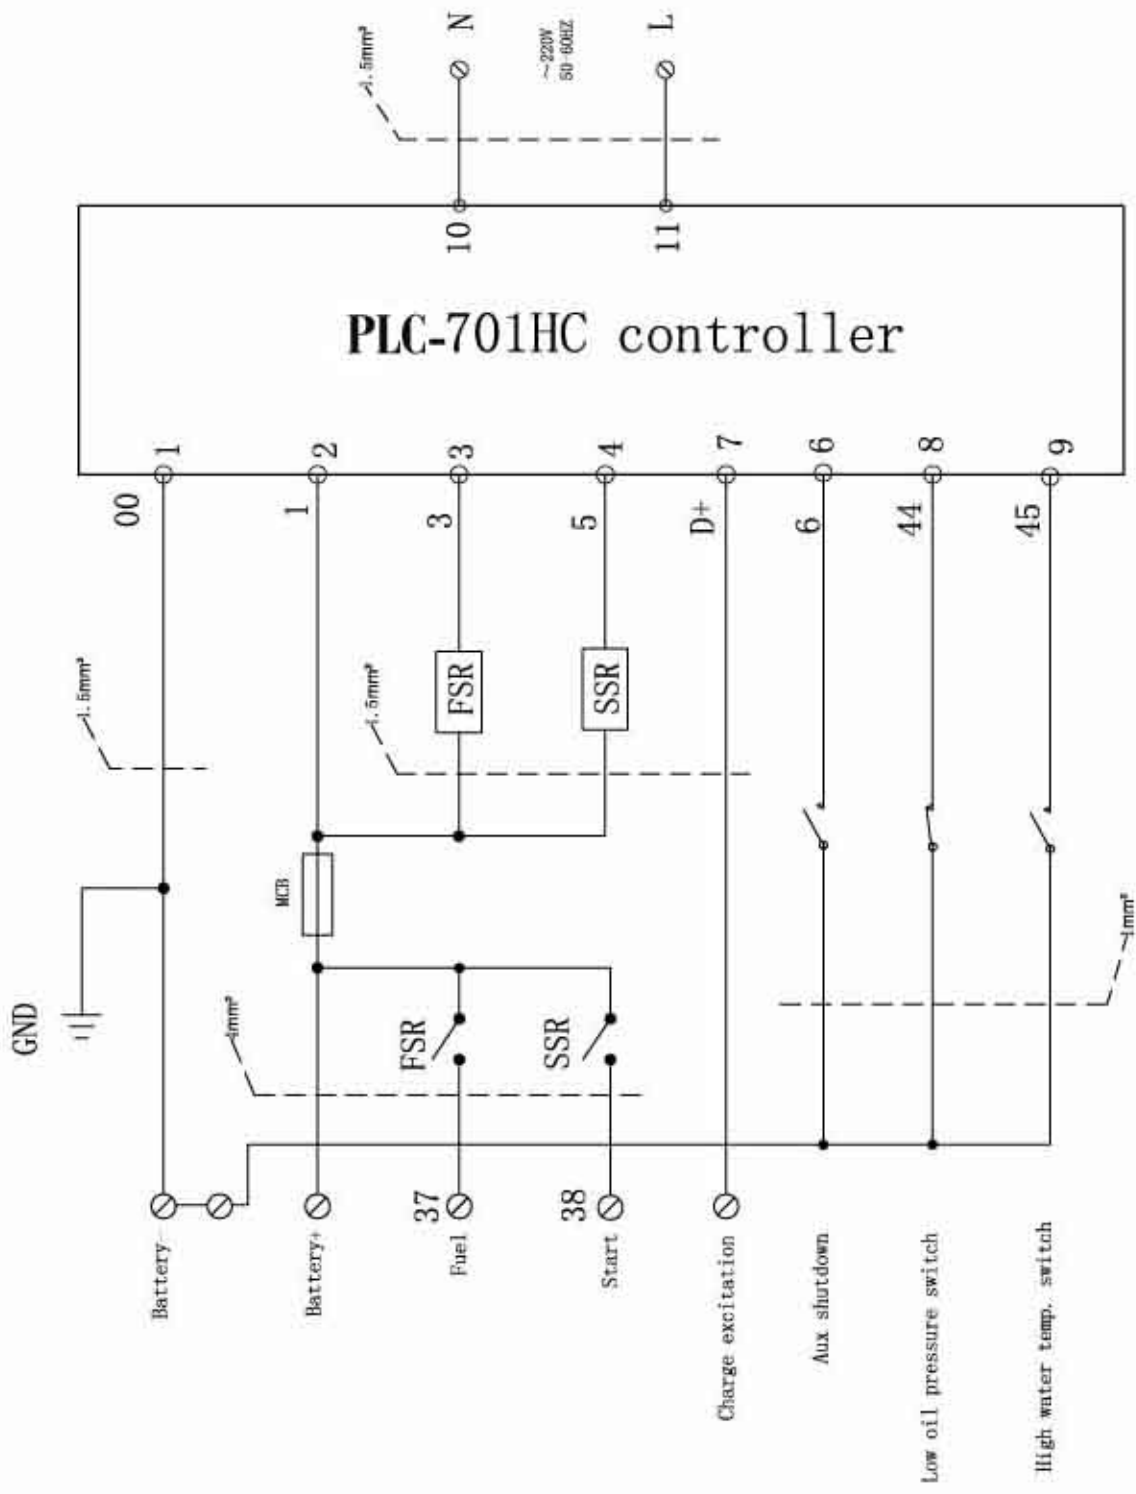 N
~220V
50-60HZ
L
1.5mm²
10
11
PLC-701HC controller
1
2
3
4
7
6
8
9
00
1
3
5
D+
6
44
45
1.5mm²
1.5mm²
FSR
SSR
MCB
GND
4mm²
FSR
SSR
1mm²
37
38
Battery-
Battery+
Fuel
Start
Charge excitation
Aux shutdown
Low oil pressure switch
High water temp. switch